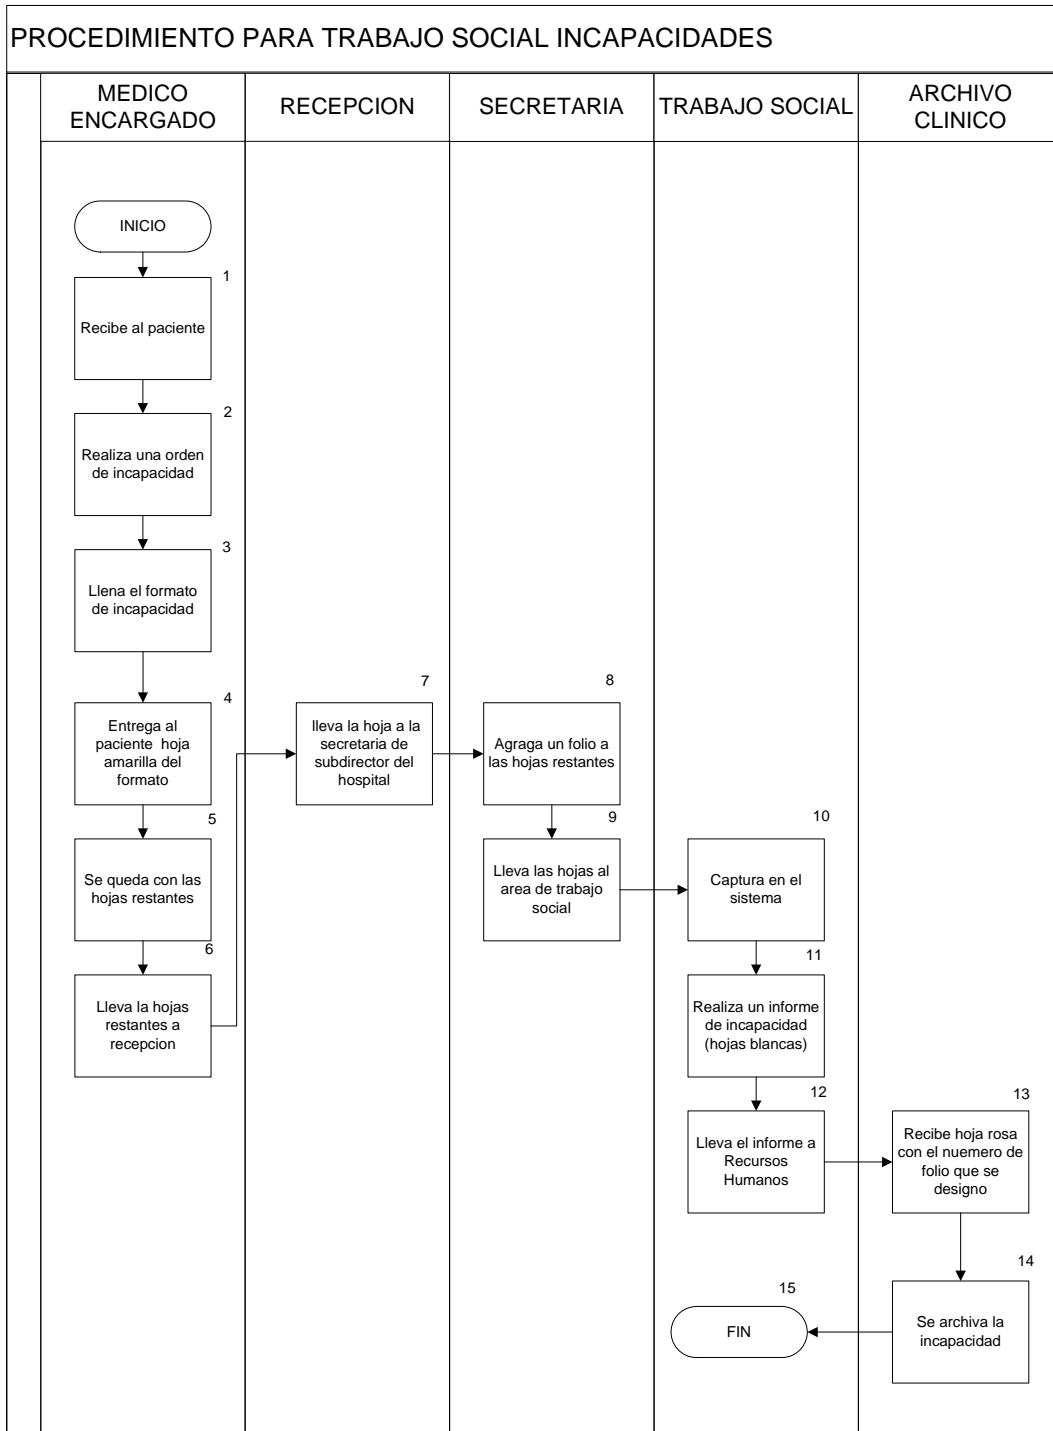 PROCEDIMIENTO PARA TRABAJO SOCIAL INCAPACIDADES
MEDICO
ENCARGADO
RECEPCION
SECRETARIA
TRABAJO SOCIAL
ARCHIVO
CLINICO
INICIO
1
Recibe al paciente
2
Realiza una orden
de incapacidad
3
Llena el formato
de incapacidad
4
Entrega al
paciente hoja
amarilla del
formato
5
Se queda con las
hojas restantes
6
Lleva la hojas
restantes a
recepcion
7
lleva la hoja a la
secretaria de
subdirector del
hospital
8
Agraga un folio a
las hojas restantes
9
Lleva las hojas al
area de trabajo
social
10
Captura en el
sistema
11
Realiza un informe
de incapacidad
(hojas blancas)
12
Lleva el informe a
Recursos
Humanos
13
Recibe hoja rosa
con el nuemero de
folio que se
designo
14
Se archiva la
incapacidad
15
FIN